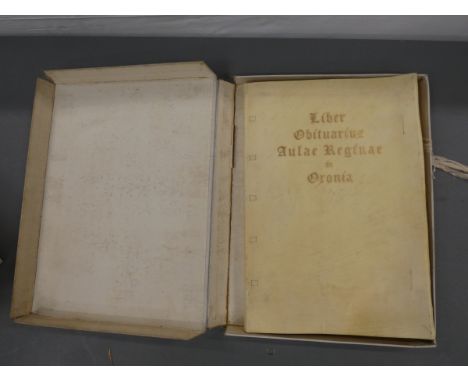 Liber
Obituarius
Aulae Reginae
in
Oxonia